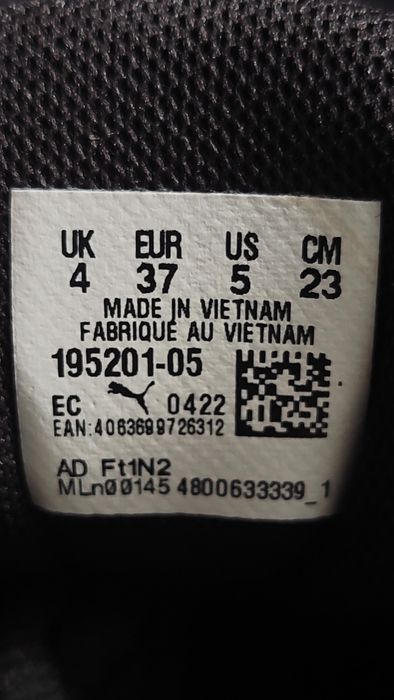 UK EUR US CM
4 37 5 23
MADE IN VIETNAM
FABRIQUÉ AU VIETNAM
195201-05
EC 0422
EAN:4063699726312
AD Ft1N2
MLn00145 4800633339_1